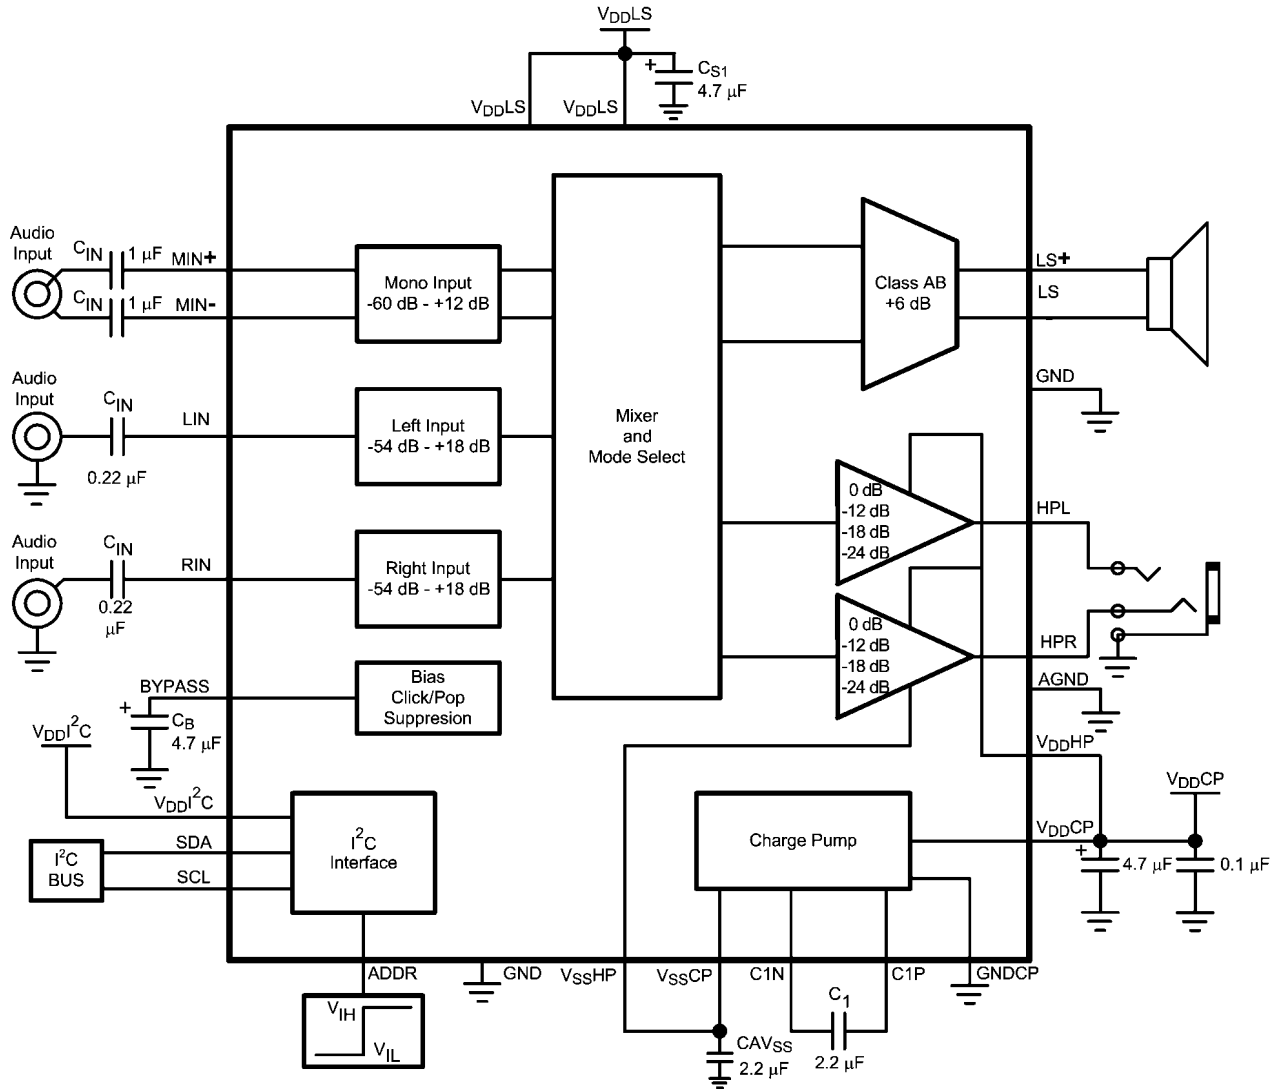 VDDLS
+
CS1
4.7 µF
VDDLS
VDDLS
Audio
Input
CIN
1 µF
MIN+
CIN
1 µF
MIN-
Mono Input
-60 dB - +12 dB
Class AB
+6 dB
LS+
LS
-
GND
Audio
Input
CIN
LIN
0.22 µF
Left Input
-54 dB - +18 dB
Mixer
and
Mode Select
0 dB
-12 dB
-18 dB
-24 dB
HPL
Audio
Input
CIN
RIN
0.22
µF
Right Input
-54 dB - +18 dB
0 dB
-12 dB
-18 dB
-24 dB
HPR
AGND
BYPASS
+
CB
4.7 µF
Bias
Click/Pop
Suppresion
VDDHP
VDDI²C
VDDI²C
SDA
SCL
I²C
BUS
I²C
Interface
Charge Pump
VDDCP
VDDCP
+
4.7 µF
0.1 µF
ADDR
GND
VSSHP
VSSCP
C1N
C1P
GNDCP
VIH
VIL
CAVSS
2.2 µF
C1
2.2 µF